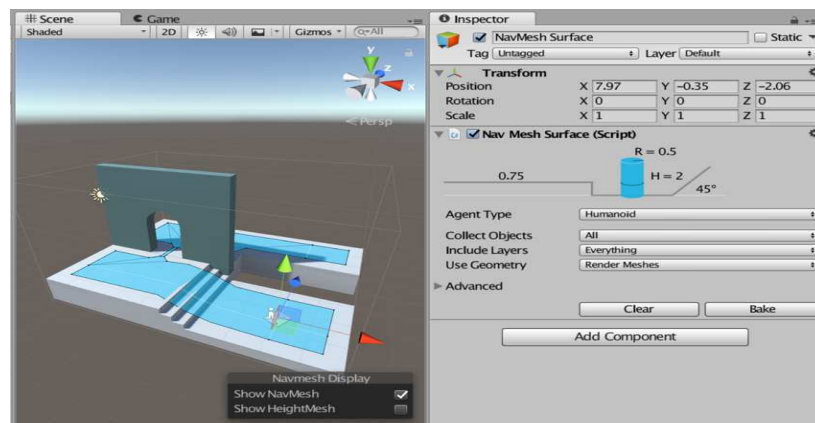 Scene Game
Shaded 2D Gizmos All
y
z
x
Persp
Navmesh Display
Show NavMesh
Show HeightMesh
Inspector
NavMesh Surface Static
Tag Untagged Layer Default
Transform
Position X 7.97 Y -0.35 Z -2.06
Rotation X 0 Y 0 Z 0
Scale X 1 Y 1 Z 1
Nav Mesh Surface (Script)
R = 0.5
0.75 H = 2
45°
Agent Type Humanoid
Collect Objects All
Include Layers Everything
Use Geometry Render Meshes
Advanced
Clear Bake
Add Component